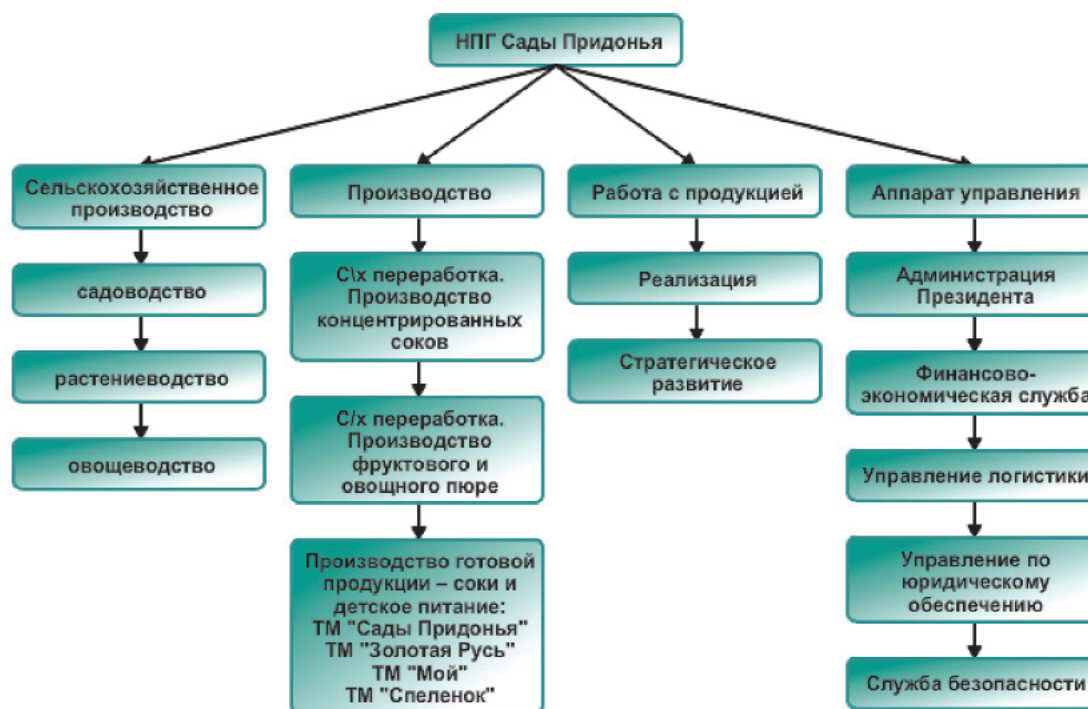 НПГ Сады Придонья
Сельскохозяйственное
производство
садоводство
растениеводство
овощеводство
Производство
С\х переработка.
Производство
концентрированных
соков
С/х переработка.
Производство
фруктового и
овощного пюре
Производство готовой
продукции – соки и
детское питание:
ТМ "Сады Придонья"
ТМ "Золотая Русь"
ТМ "Мой"
ТМ "Спеленок"
Работа с продукцией
Реализация
Стратегическое
развитие
Аппарат управления
Администрация
Президента
Финансово-
экономическая служба
Управление логистики
Управление по
юридическому
обеспечению
Служба безопасности